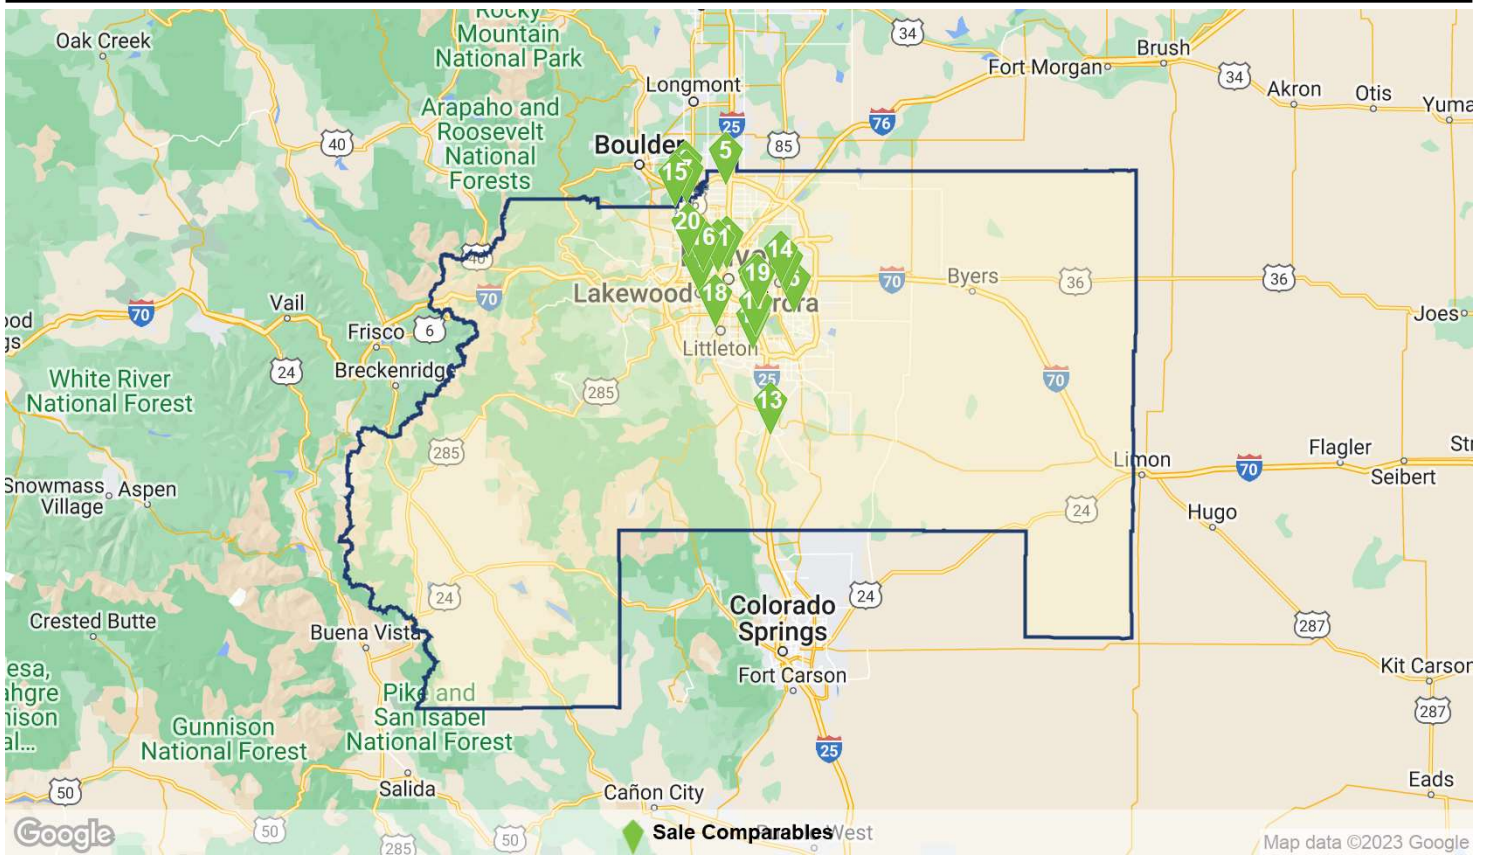 Rocky
Mountain
National Park
Oak Creek
34
Brush
Fort Morgan
34
Akron
Otis
Yuma
Longmont
Arapaho and
Roosevelt
National
Forests
40
25
76
85
Boulder
5
15
7
20
16
1
14
19
18
13
40
Lakewood
Littleton
70
Byers
36
36
70
Vail
70
Frisco
6
Breckenridge
24
White River
National Forest
285
25
70
Joes
285
Limon
70
Flagler
Seibert
Snowmass
Village
Aspen
24
Hugo
24
24
Colorado
Springs
Fort Carson
287
Kit Carson
287
Crested Butte
Buena Vista
Pike and
San Isabel
National Forest
Gunnison
National Forest
25
Eads
50
Salida
Cañon City
50
285
50
Google
Sale Comparables
West
Map data ©2023 Google